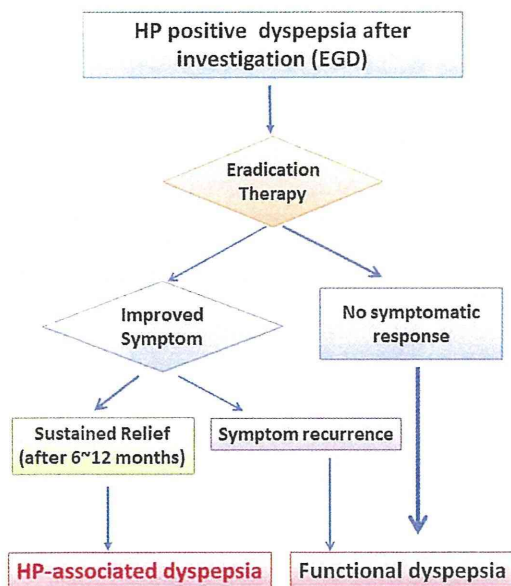 HP positive dyspepsia after
investigation (EGD)
Eradication
Therapy
Improved
Symptom
No symptomatic
response
Sustained Relief
(after 6~12 months)
Symptom recurrence
HP-associated dyspepsia
Functional dyspepsia